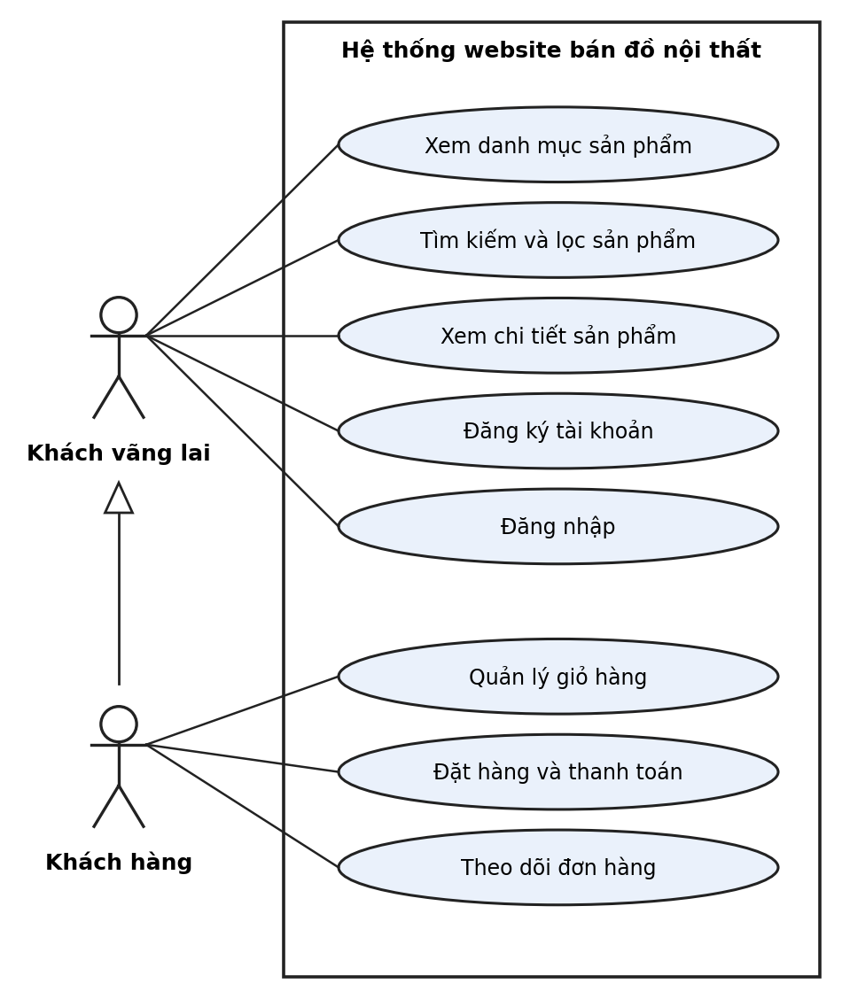 Hệ thống website bán đồ nội thất
Xem danh mục sản phẩm
Tìm kiếm và lọc sản phẩm
Xem chi tiết sản phẩm
Đăng ký tài khoản
Khách vãng lai
Đăng nhập
Quản lý giỏ hàng
Đặt hàng và thanh toán
Khách hàng
Theo dõi đơn hàng